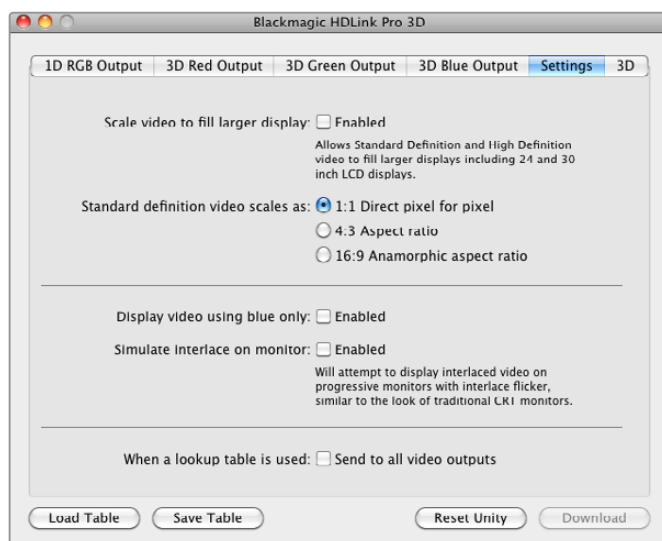 Blackmagic HDLink Pro 3D
1D RGB Output 3D Red Output 3D Green Output 3D Blue Output Settings 3D
Scale video to fill larger display: Enabled
Allows Standard Definition and High Definition
video to fill larger displays including 24 and 30
inch LCD displays.
Standard definition video scales as: 1:1 Direct pixel for pixel
4:3 Aspect ratio
16:9 Anamorphic aspect ratio
Display video using blue only: Enabled
Simulate interlace on monitor: Enabled
Will attempt to display interlaced video on
progressive monitors with interlace flicker,
similar to the look of traditional CRT monitors.
When a lookup table is used: Send to all video outputs
Load Table Save Table Reset Unity Download